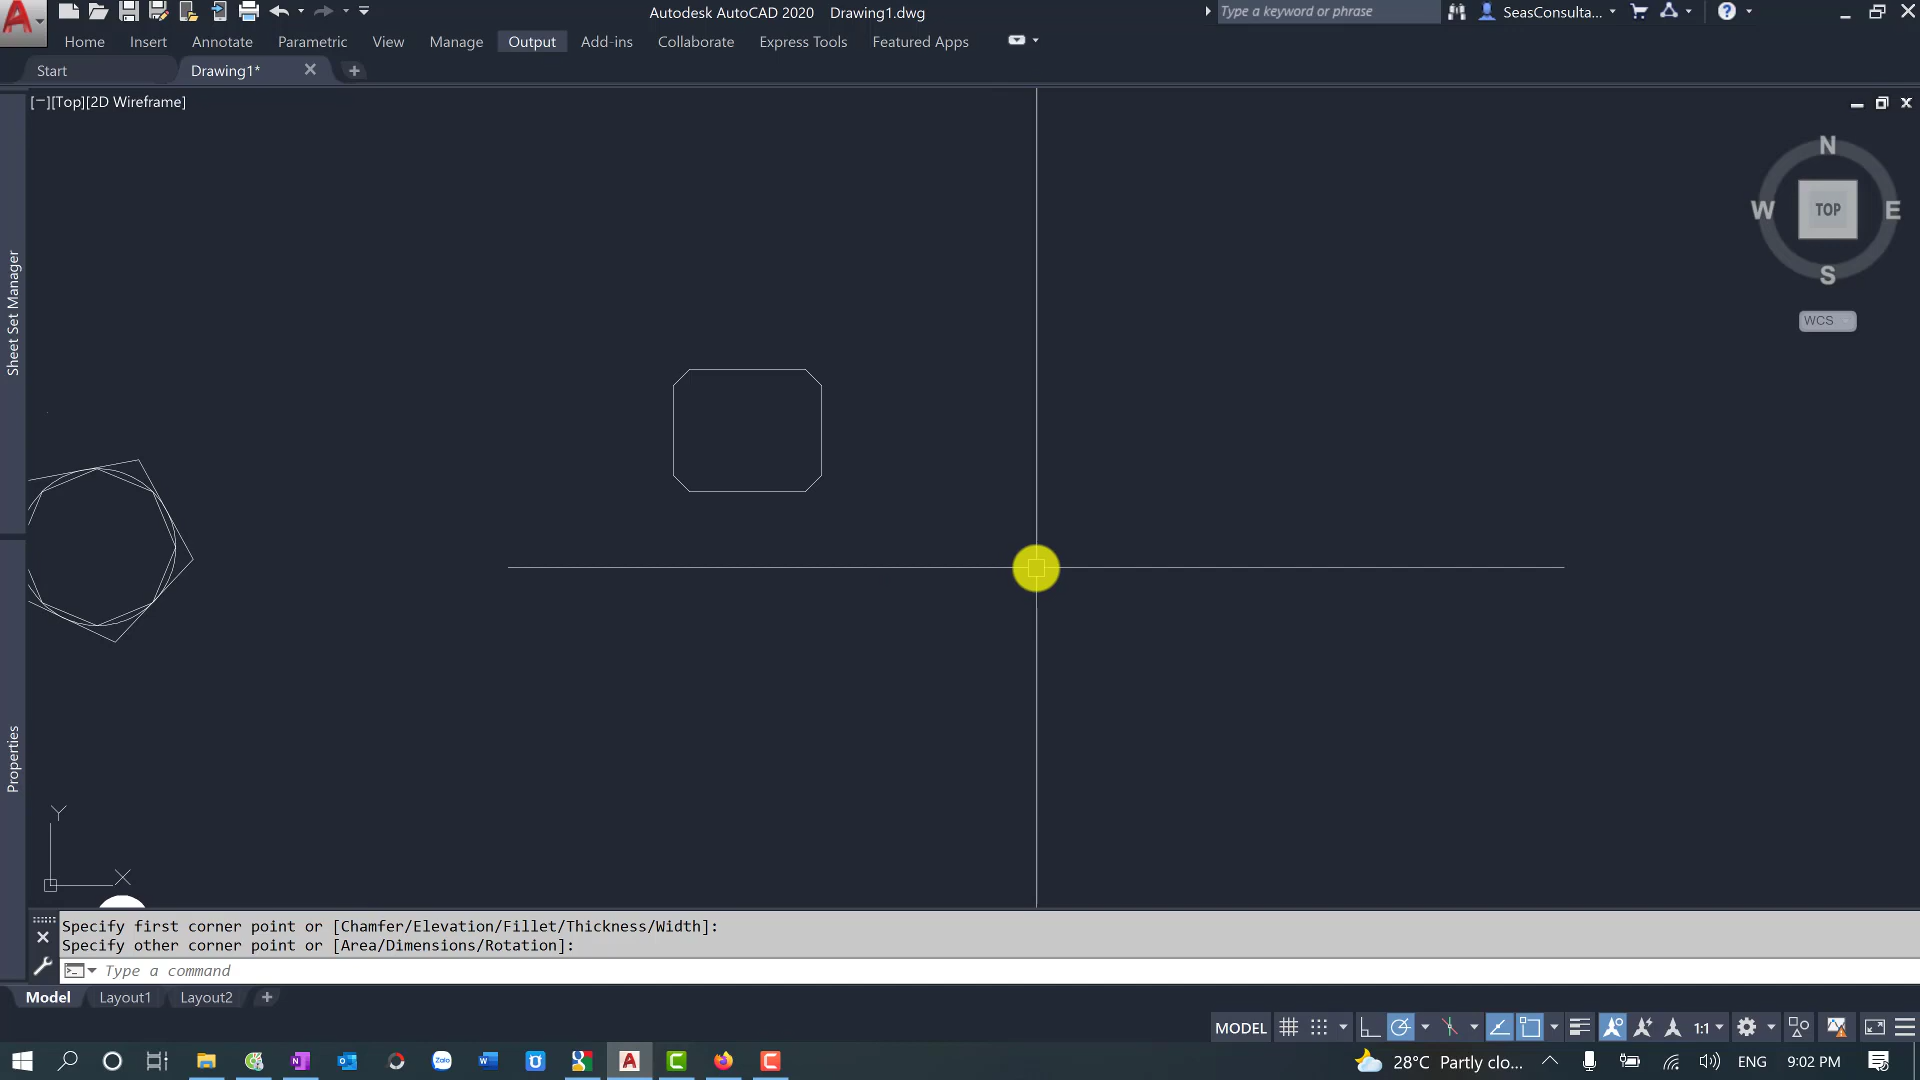 Autodesk AutoCAD 2020 Drawing1.dwg
Type a keyword or phrase
SeasConsulta...
Home Insert Annotate Parametric View Manage Output Add-ins Collaborate Express Tools Featured Apps
Start
Drawing1*
[−][Top][2D Wireframe]
N
W
TOP
E
S
WCS
Sheet Set Manager
Properties
Y
X
Specify first corner point or [Chamfer/Elevation/Fillet/Thickness/Width]:
Specify other corner point or [Area/Dimensions/Rotation]:
Type a command
Model Layout1 Layout2
MODEL
1:1
28°C Partly clo...
ENG
9:02 PM